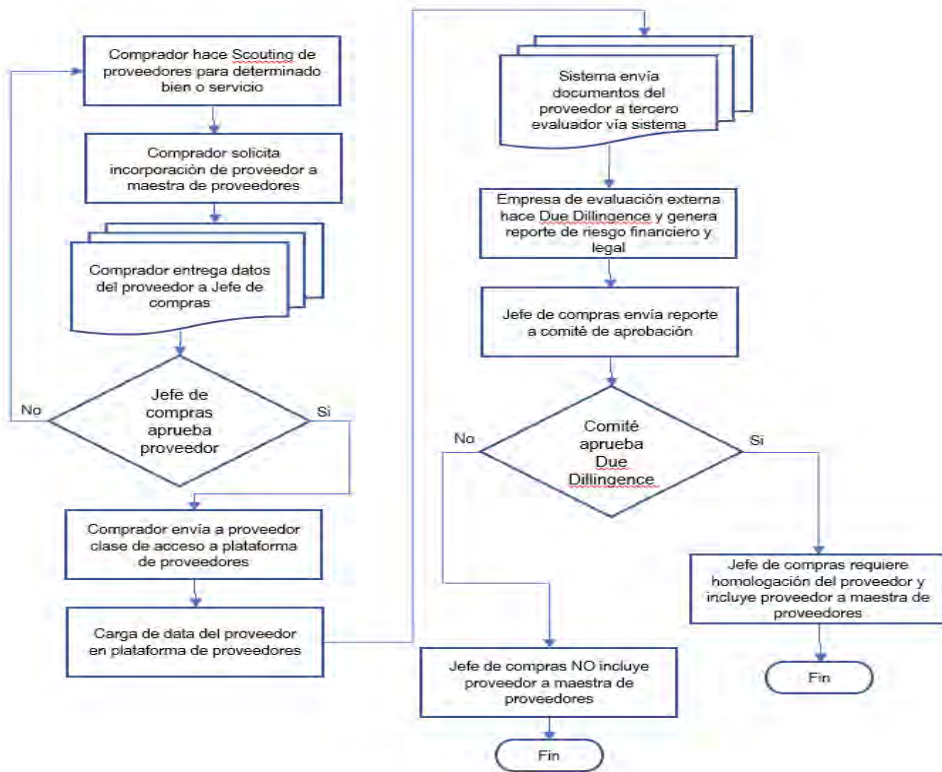 Comprador hace Scouting de
proveedores para determinado
bien o servicio
Comprador solicita
incorporación de proveedor a
maestra de proveedores
Comprador entrega datos
del proveedor a Jefe de
compras
Jefe de
compras
aprueba
proveedor
No
Si
Comprador envía a proveedor
clase de acceso a plataforma
de proveedores
Carga de data del proveedor
en plataforma de proveedores
Sistema envía
documentos del
proveedor a tercero
evaluador vía sistema
Empresa de evaluación externa
hace Due Dillingence y genera
reporte de riesgo financiero y
legal
Jefe de compras envía reporte
a comité de aprobación
Comité
aprueba
Due
Dillingence
No
Si
Jefe de compras requiere
homologación del proveedor y
incluye proveedor a maestra de
proveedores
Fin
Jefe de compras NO incluye
proveedor a maestra de
proveedores
Fin